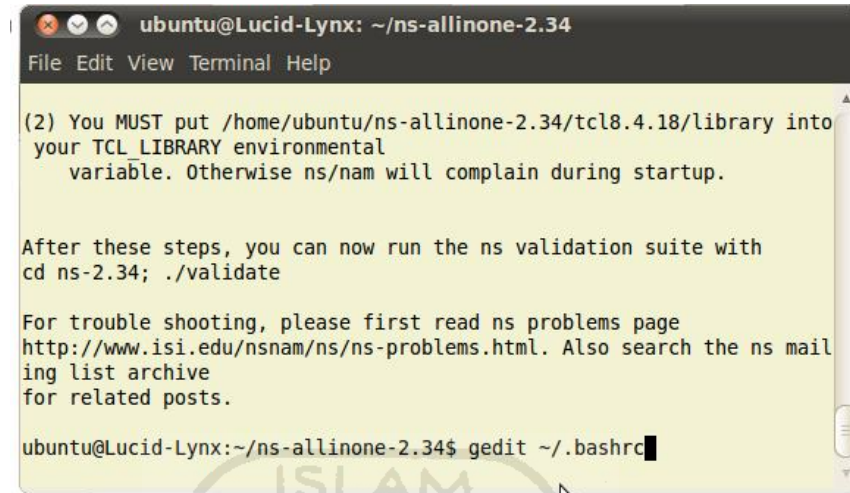 ubuntu@Lucid-Lynx: ~/ns-allinone-2.34
File Edit View Terminal Help
(2) You MUST put /home/ubuntu/ns-allinone-2.34/tcl8.4.18/library into
your TCL_LIBRARY environmental
variable. Otherwise ns/nam will complain during startup.
After these steps, you can now run the ns validation suite with
cd ns-2.34; ./validate
For trouble shooting, please first read ns problems page
http://www.isi.edu/nsnam/ns/ns-problems.html. Also search the ns mail
ing list archive
for related posts.
ubuntu@Lucid-Lynx:~/ns-allinone-2.34$ gedit ~/.bashrc
ISLAM